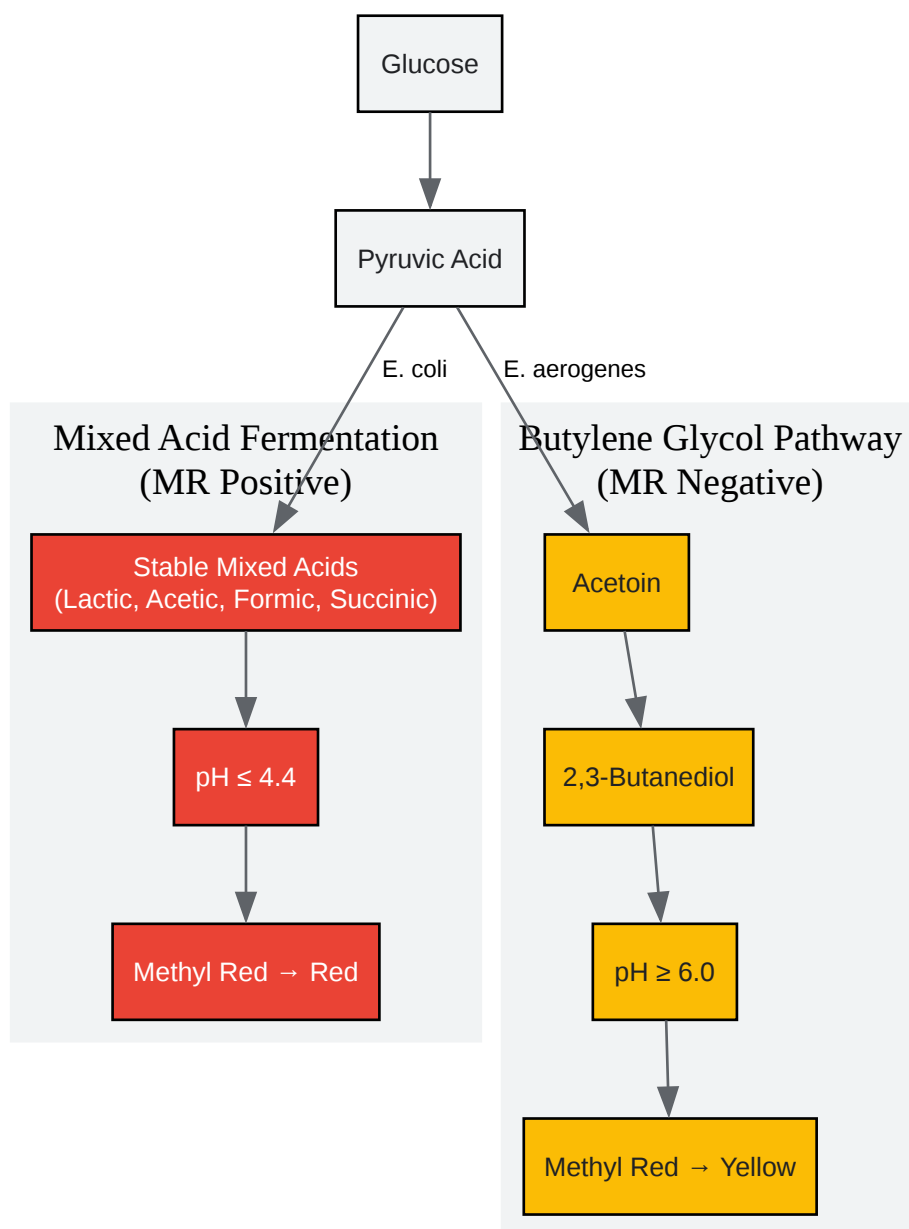 Glucose
Pyruvic Acid
E. coli
E. aerogenes
Mixed Acid Fermentation
(MR Positive)
Butylene Glycol Pathway
(MR Negative)
Stable Mixed Acids
(Lactic, Acetic, Formic, Succinic)
Acetoin
pH ≤ 4.4
2,3-Butanediol
Methyl Red → Red
pH ≥ 6.0
Methyl Red → Yellow